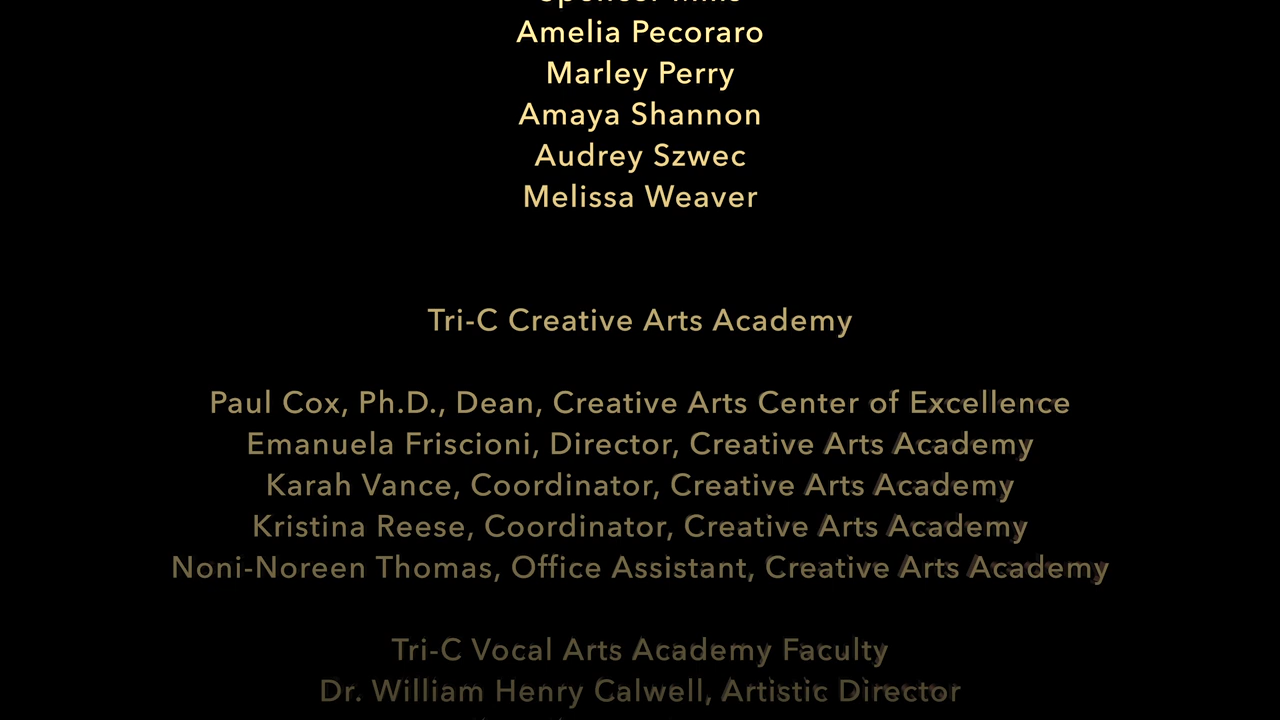 Amelia Pecoraro
Marley Perry
Amaya Shannon
Audrey Szwec
Melissa Weaver
Tri-C Creative Arts Academy
Paul Cox, Ph.D., Dean, Creative Arts Center of Excellence
Emanuela Friscioni, Director, Creative Arts Academy
Karah Vance, Coordinator, Creative Arts Academy
Kristina Reese, Coordinator, Creative Arts Academy
Noni-Noreen Thomas, Office Assistant, Creative Arts Academy
Tri-C Vocal Arts Academy Faculty
Dr. William Henry Calwell, Artistic Director